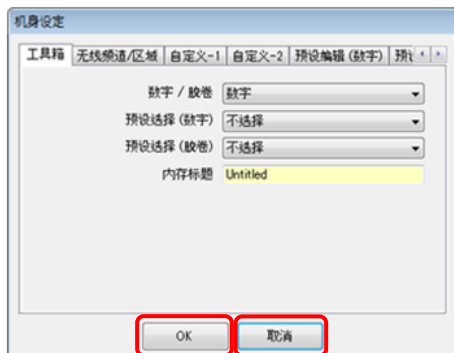 机身设定
工具箱 无线频道/区域 自定义-1 自定义-2 预设编辑(数字)
数字 / 胶卷 数字
预设选择(数字) 不选择
预设选择(胶卷) 不选择
内存标题 Untitled
OK 取消